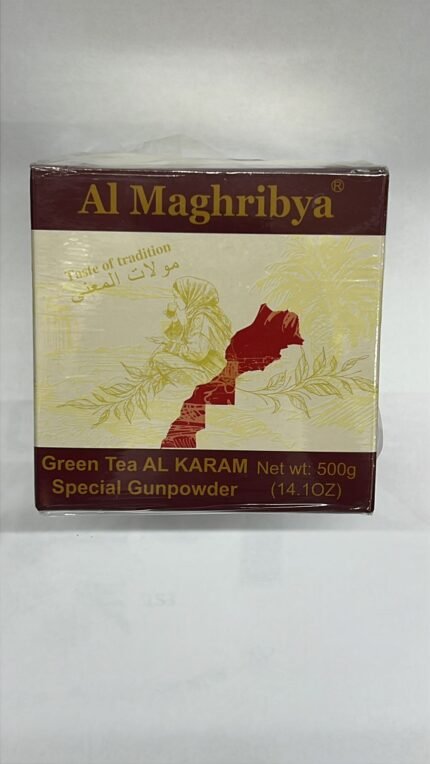 Al Maghribya®
Taste of tradition
مولات المعنى
Green Tea AL KARAM Net wt: 500g
Special Gunpowder (14.1OZ)